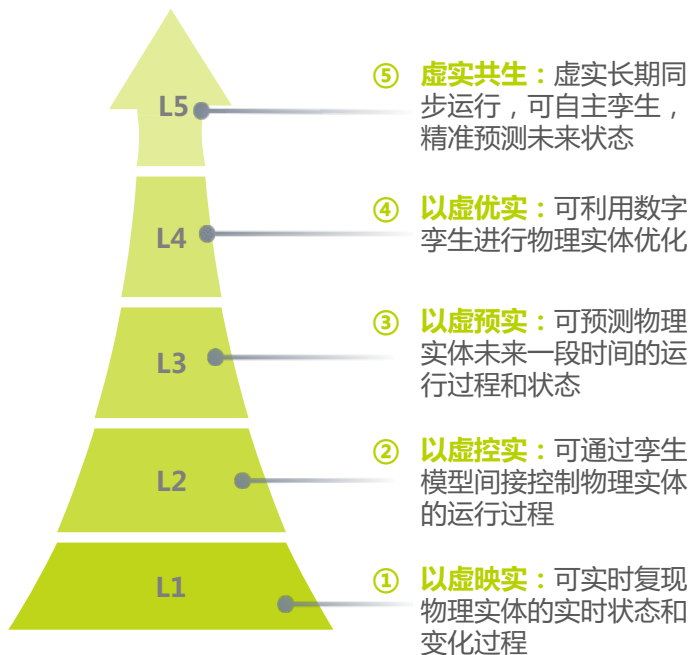 L5
⑤ 虚实共生：虚实长期同
步运行，可自主孪生，
精准预测未来状态
L4
④ 以虚优实：可利用数字
孪生进行物理实体优化
L3
③ 以虚预实：可预测物理
实体未来一段时间的运
行过程和状态
L2
② 以虚控实：可通过孪生
模型间接控制物理实体
的运行过程
L1
① 以虚映实：可实时复现
物理实体的实时状态和
变化过程